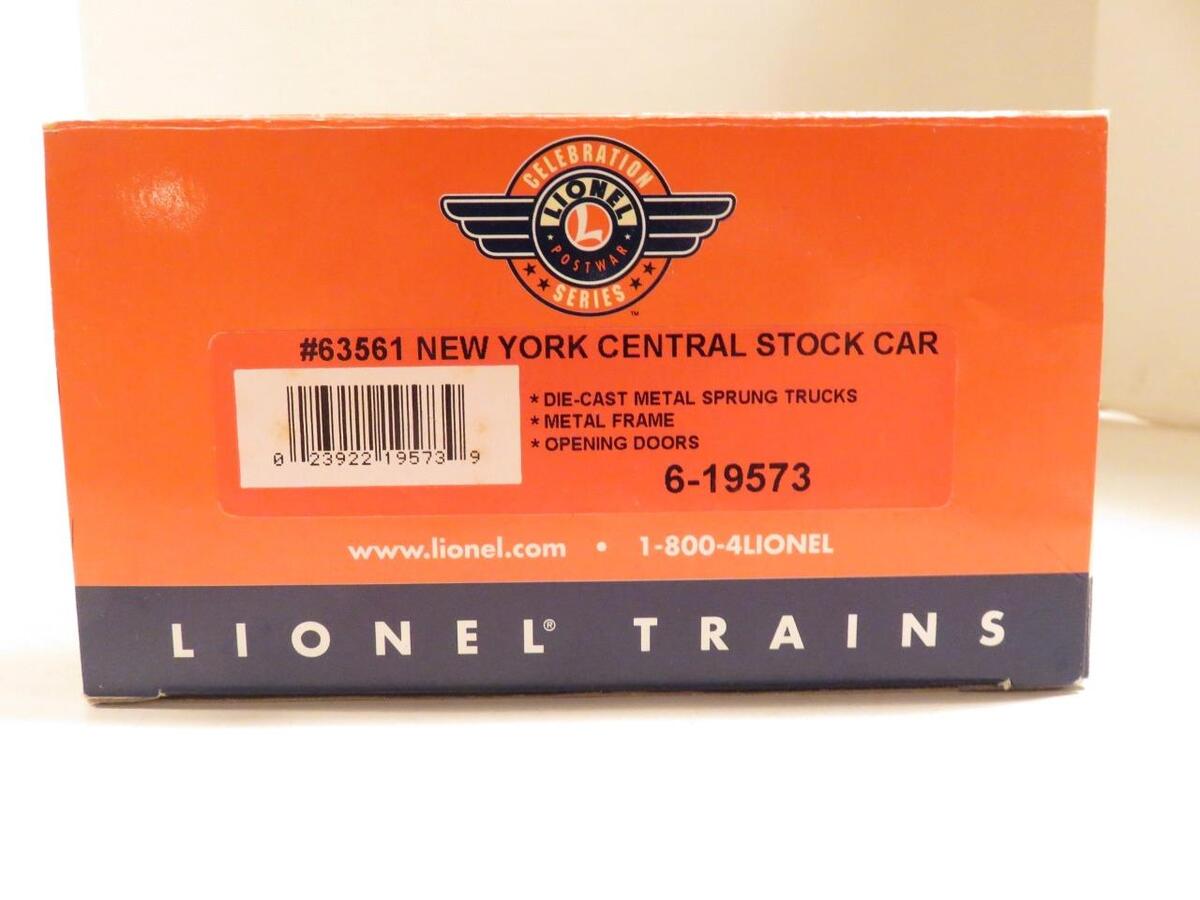 CELEBRATION
LIONEL
L
POSTWAR
SERIES
™
#63561 NEW YORK CENTRAL STOCK CAR
* DIE-CAST METAL SPRUNG TRUCKS
* METAL FRAME
* OPENING DOORS
0 23922 19573 9
6-19573
www.lionel.com • 1-800-4LIONEL
LIONEL® TRAINS